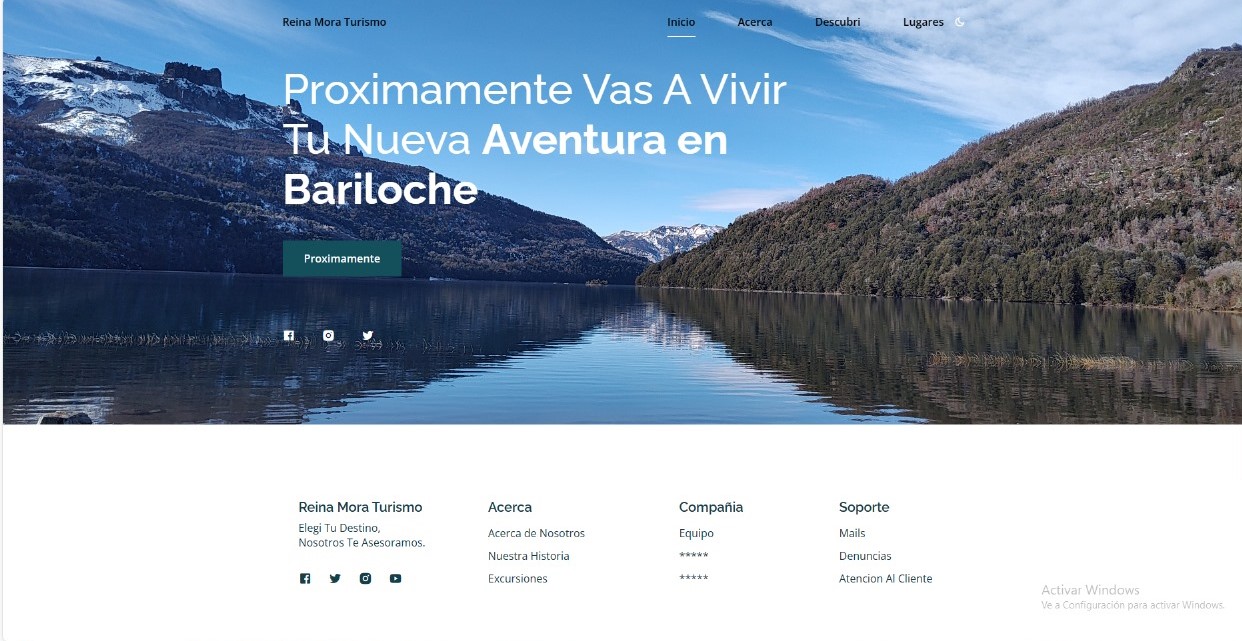 Reina Mora Turismo
Inicio
Acerca
Descubri
Lugares
Proximamente Vas A Vivir
Tu Nueva Aventura en
Bariloche
Proximamente
Reina Mora Turismo
Elegi Tu Destino,
Nosotros Te Asesoramos.
Acerca
Acerca de Nosotros
Nuestra Historia
Excursiones
Compañia
Equipo
*****
*****
Soporte
Mails
Denuncias
Atencion Al Cliente
Activar Windows
Ve a Configuración para activar Windows.